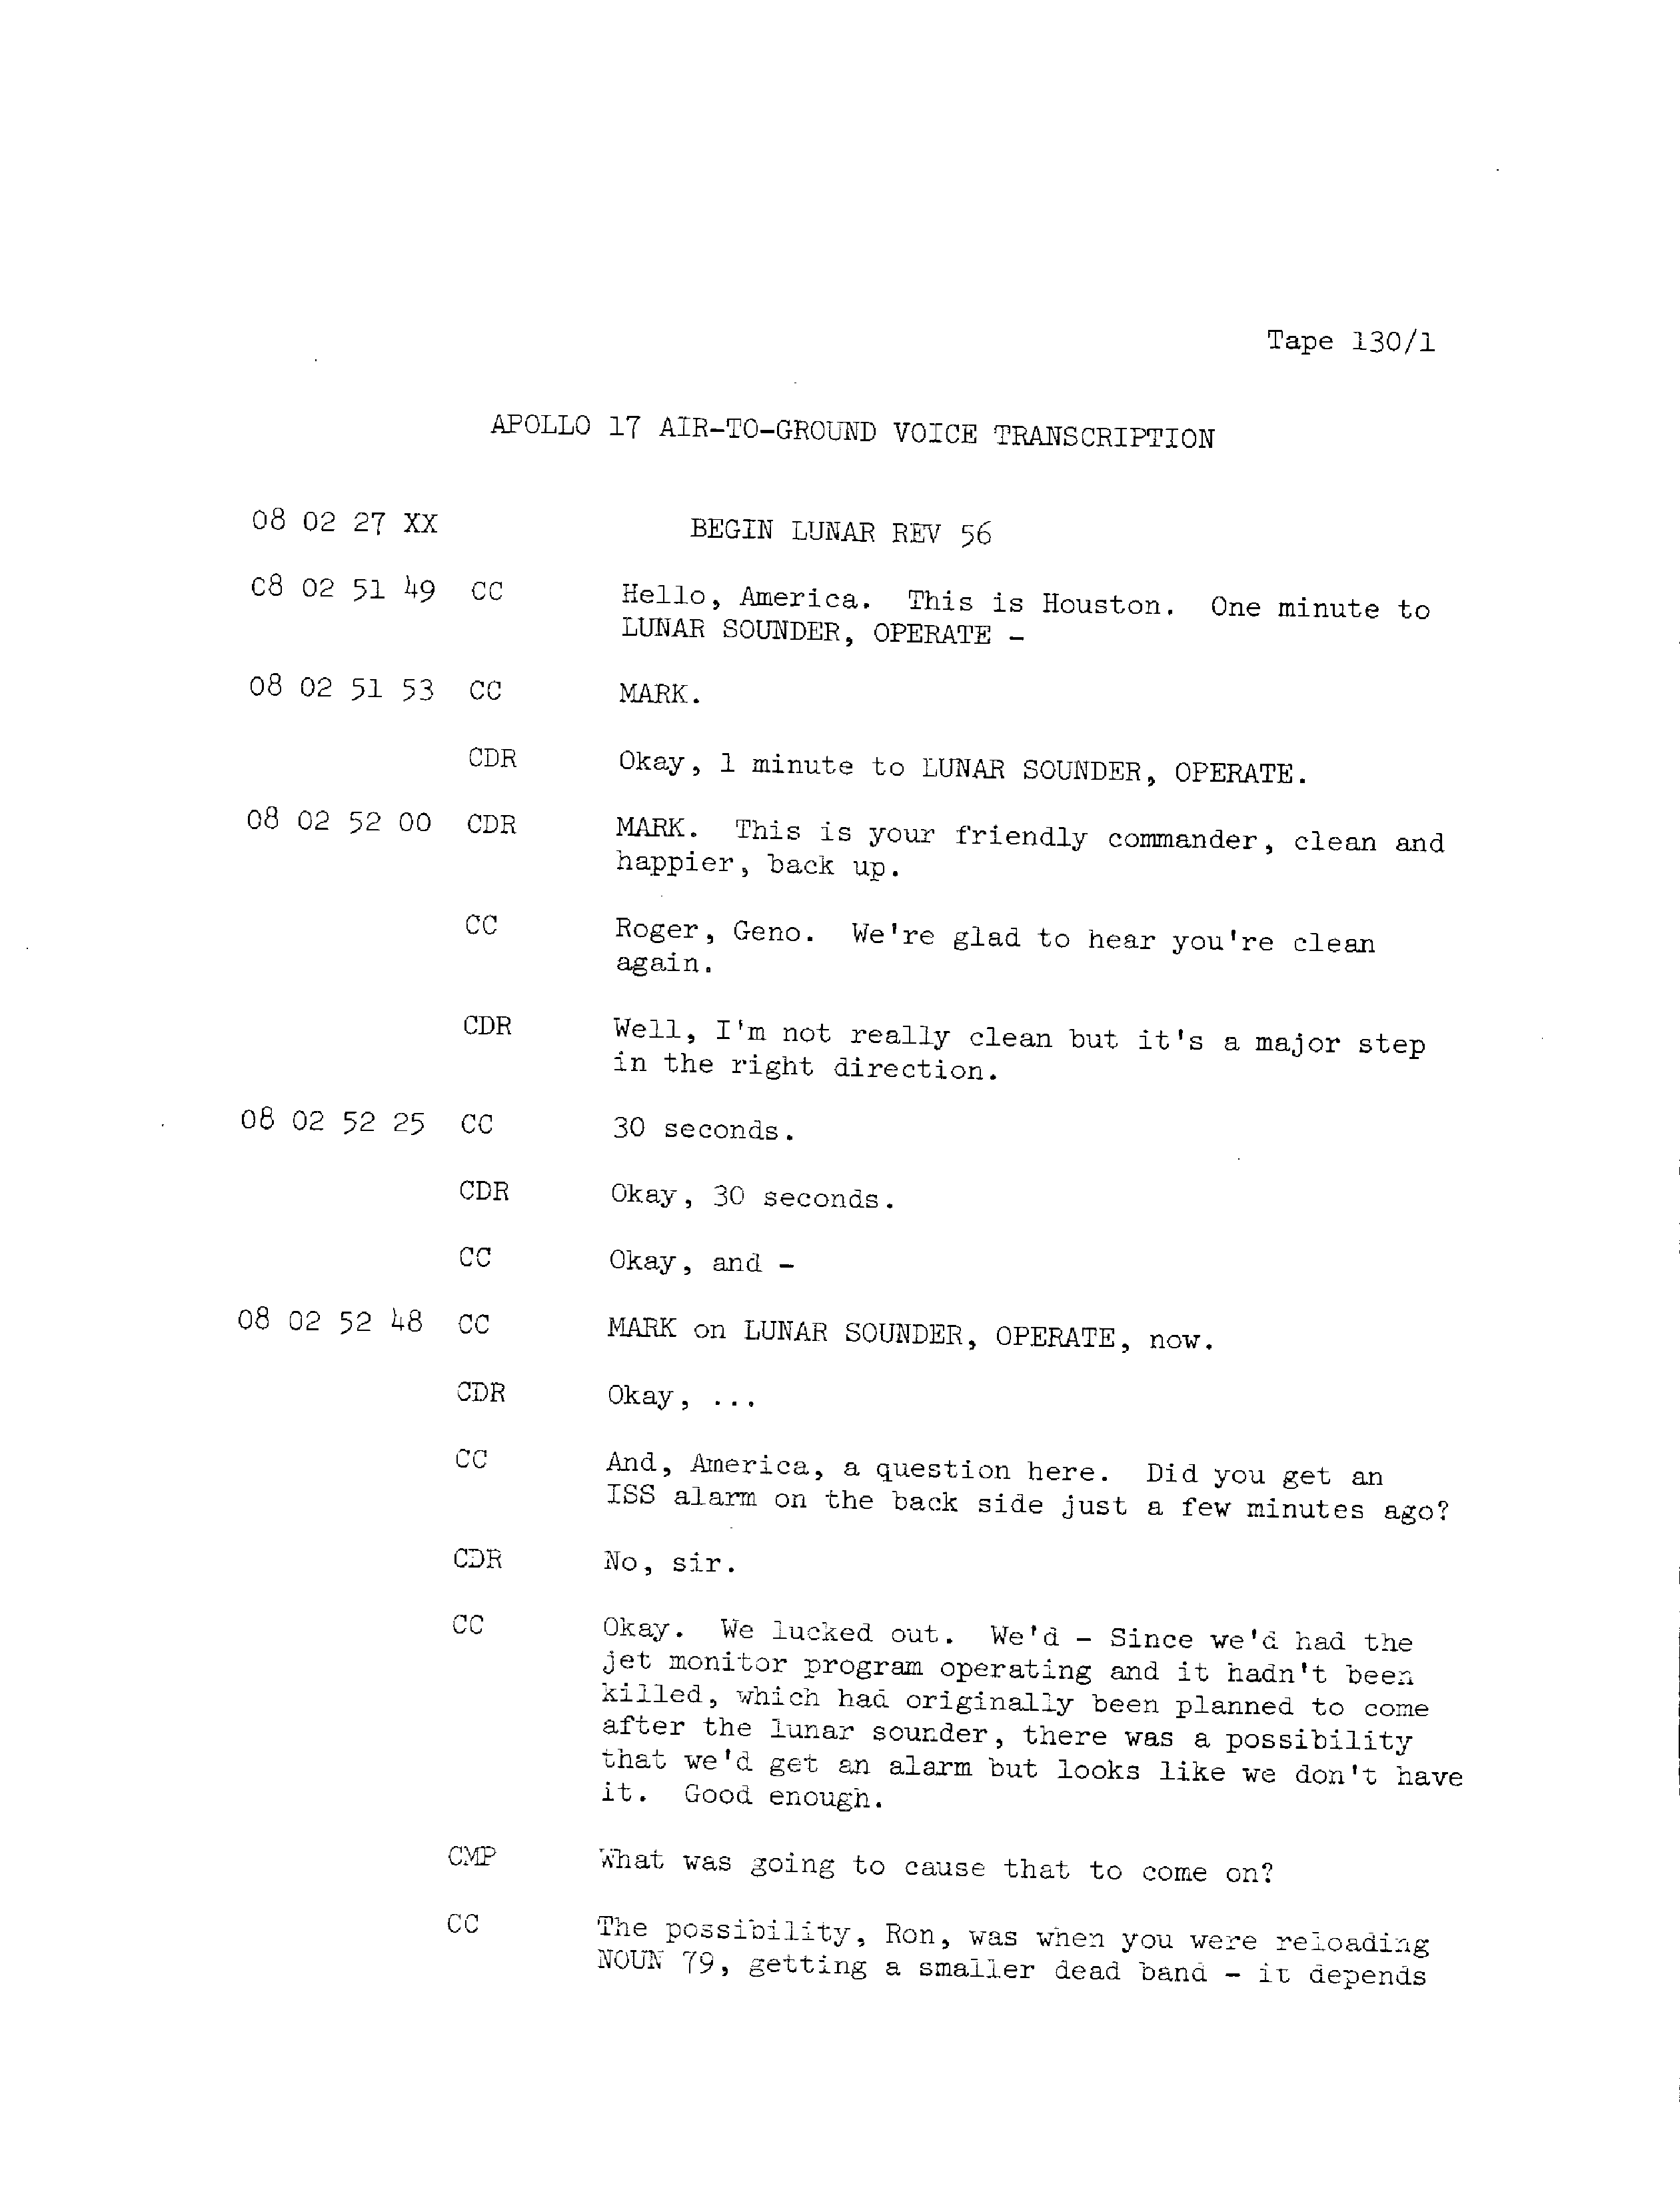 Tape 130/1
APOLLO 17 AIR-TO-GROUND VOICE TRANSCRIPTION
08 02 27 XX BEGIN LUNAR REV 56
C8 02 51 49 CC Hello, America. This is Houston. One minute to
LUNAR SOUNDER, OPERATE -
08 02 51 53 CC MARK.
CDR Okay, 1 minute to LUNAR SOUNDER, OPERATE.
08 02 52 00 CDR MARK. This is your friendly commander, clean and
happier, back up.
CC Roger, Geno. We're glad to hear you're clean
again.
CDR Well, I'm not really clean but it's a major step
in the right direction.
08 02 52 25 CC 30 seconds.
CDR Okay, 30 seconds.
CC Okay, and -
08 02 52 48 CC MARK on LUNAR SOUNDER, OPERATE, now.
CDR Okay, ...
CC And, America, a question here. Did you get an
ISS alarm on the back side just a few minutes ago?
CDR No, sir.
CC Okay. We lucked out. We'd - Since we'd had the
jet monitor program operating and it hadn't been
killed, which had originally been planned to come
after the lunar sounder, there was a possibility
that we'd get an alarm but looks like we don't have
it. Good enough.
CMP What was going to cause that to come on?
CC The possibility, Ron, was when you were reloading
NOUN 79, getting a smaller dead band - it depends